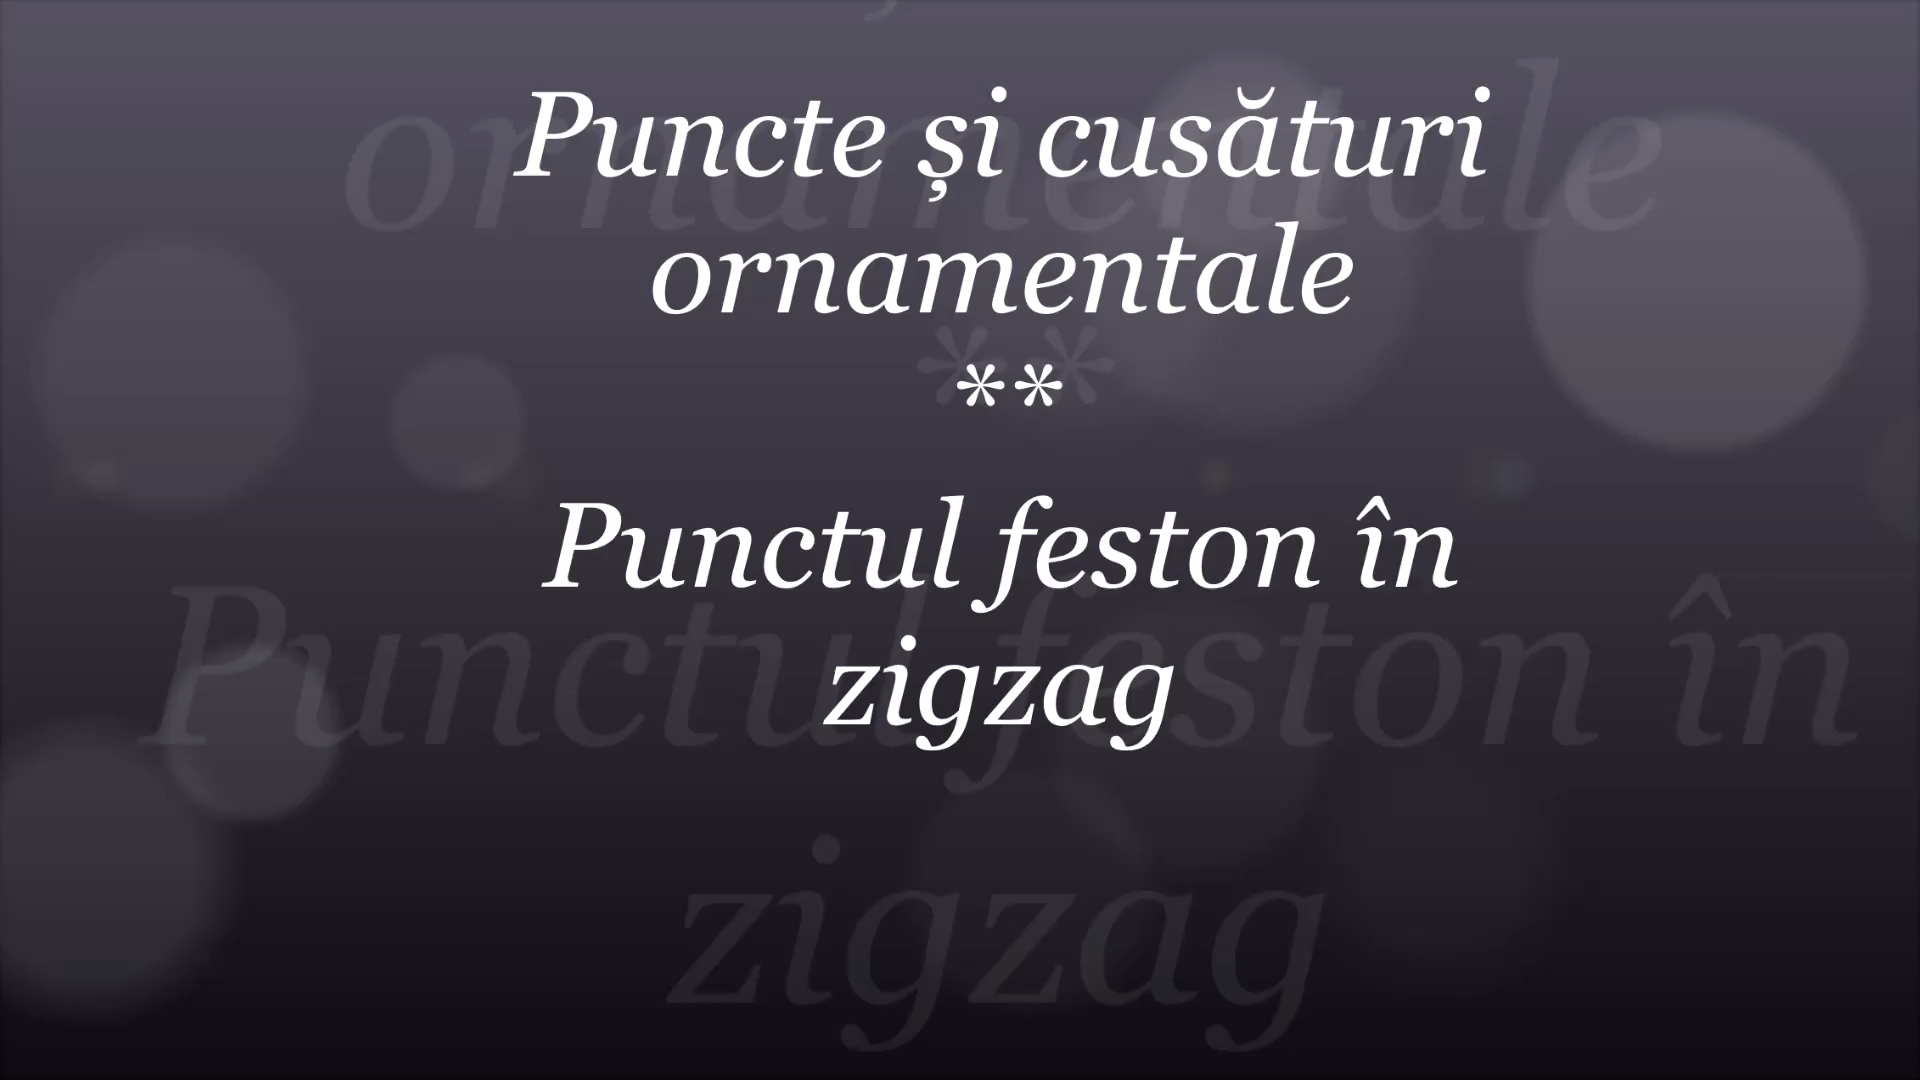 Puncte și cusături
ornamentale
**
Punctul feston în
zigzag